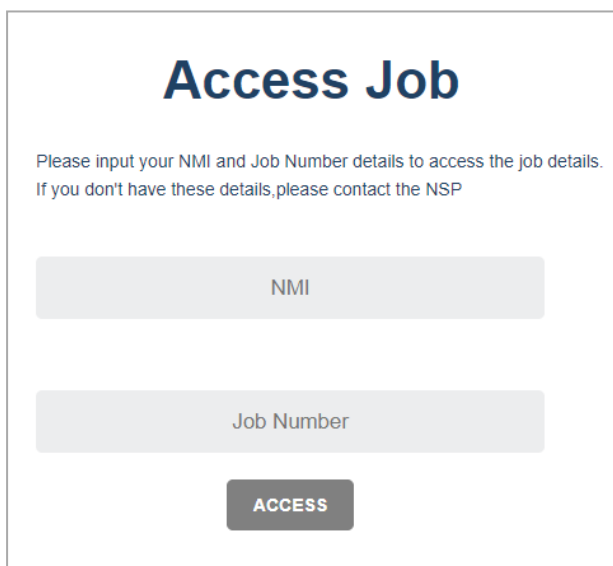 Access Job
Please input your NMI and Job Number details to access the job details.
If you don't have these details,please contact the NSP
NMI
Job Number
ACCESS